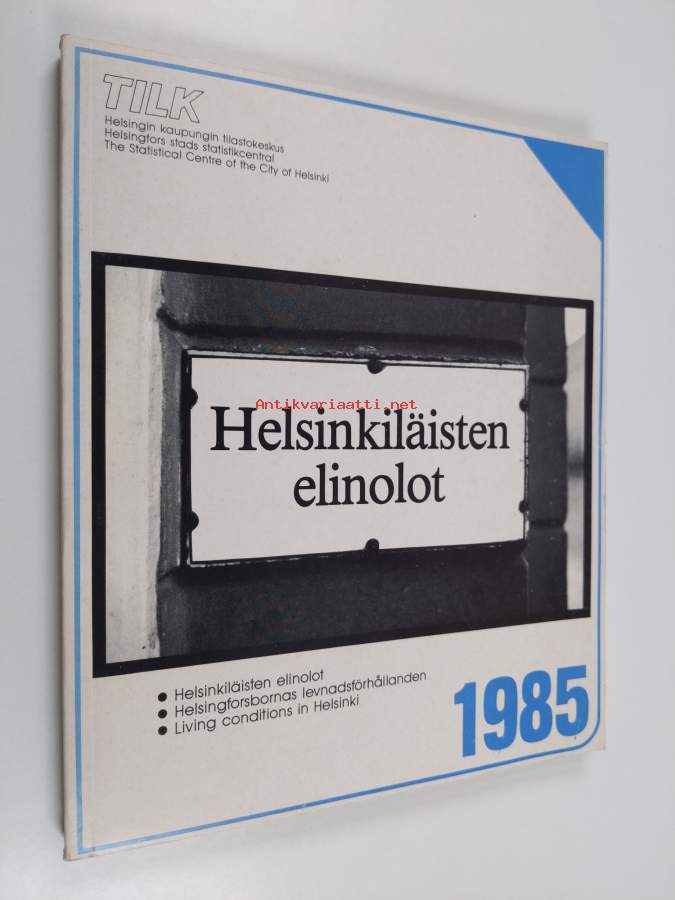 TILK
Helsingin kaupungin tilastokeskus
Helsingfors stads statistikcentral
The Statistical Centre of the City of Helsinki
Antikvariaatti.net
Helsinkiläisten
elinolot
● Helsinkiläisten elinolot
● Helsingforsbornas levnadsförhållanden
● Living conditions in Helsinki
1985